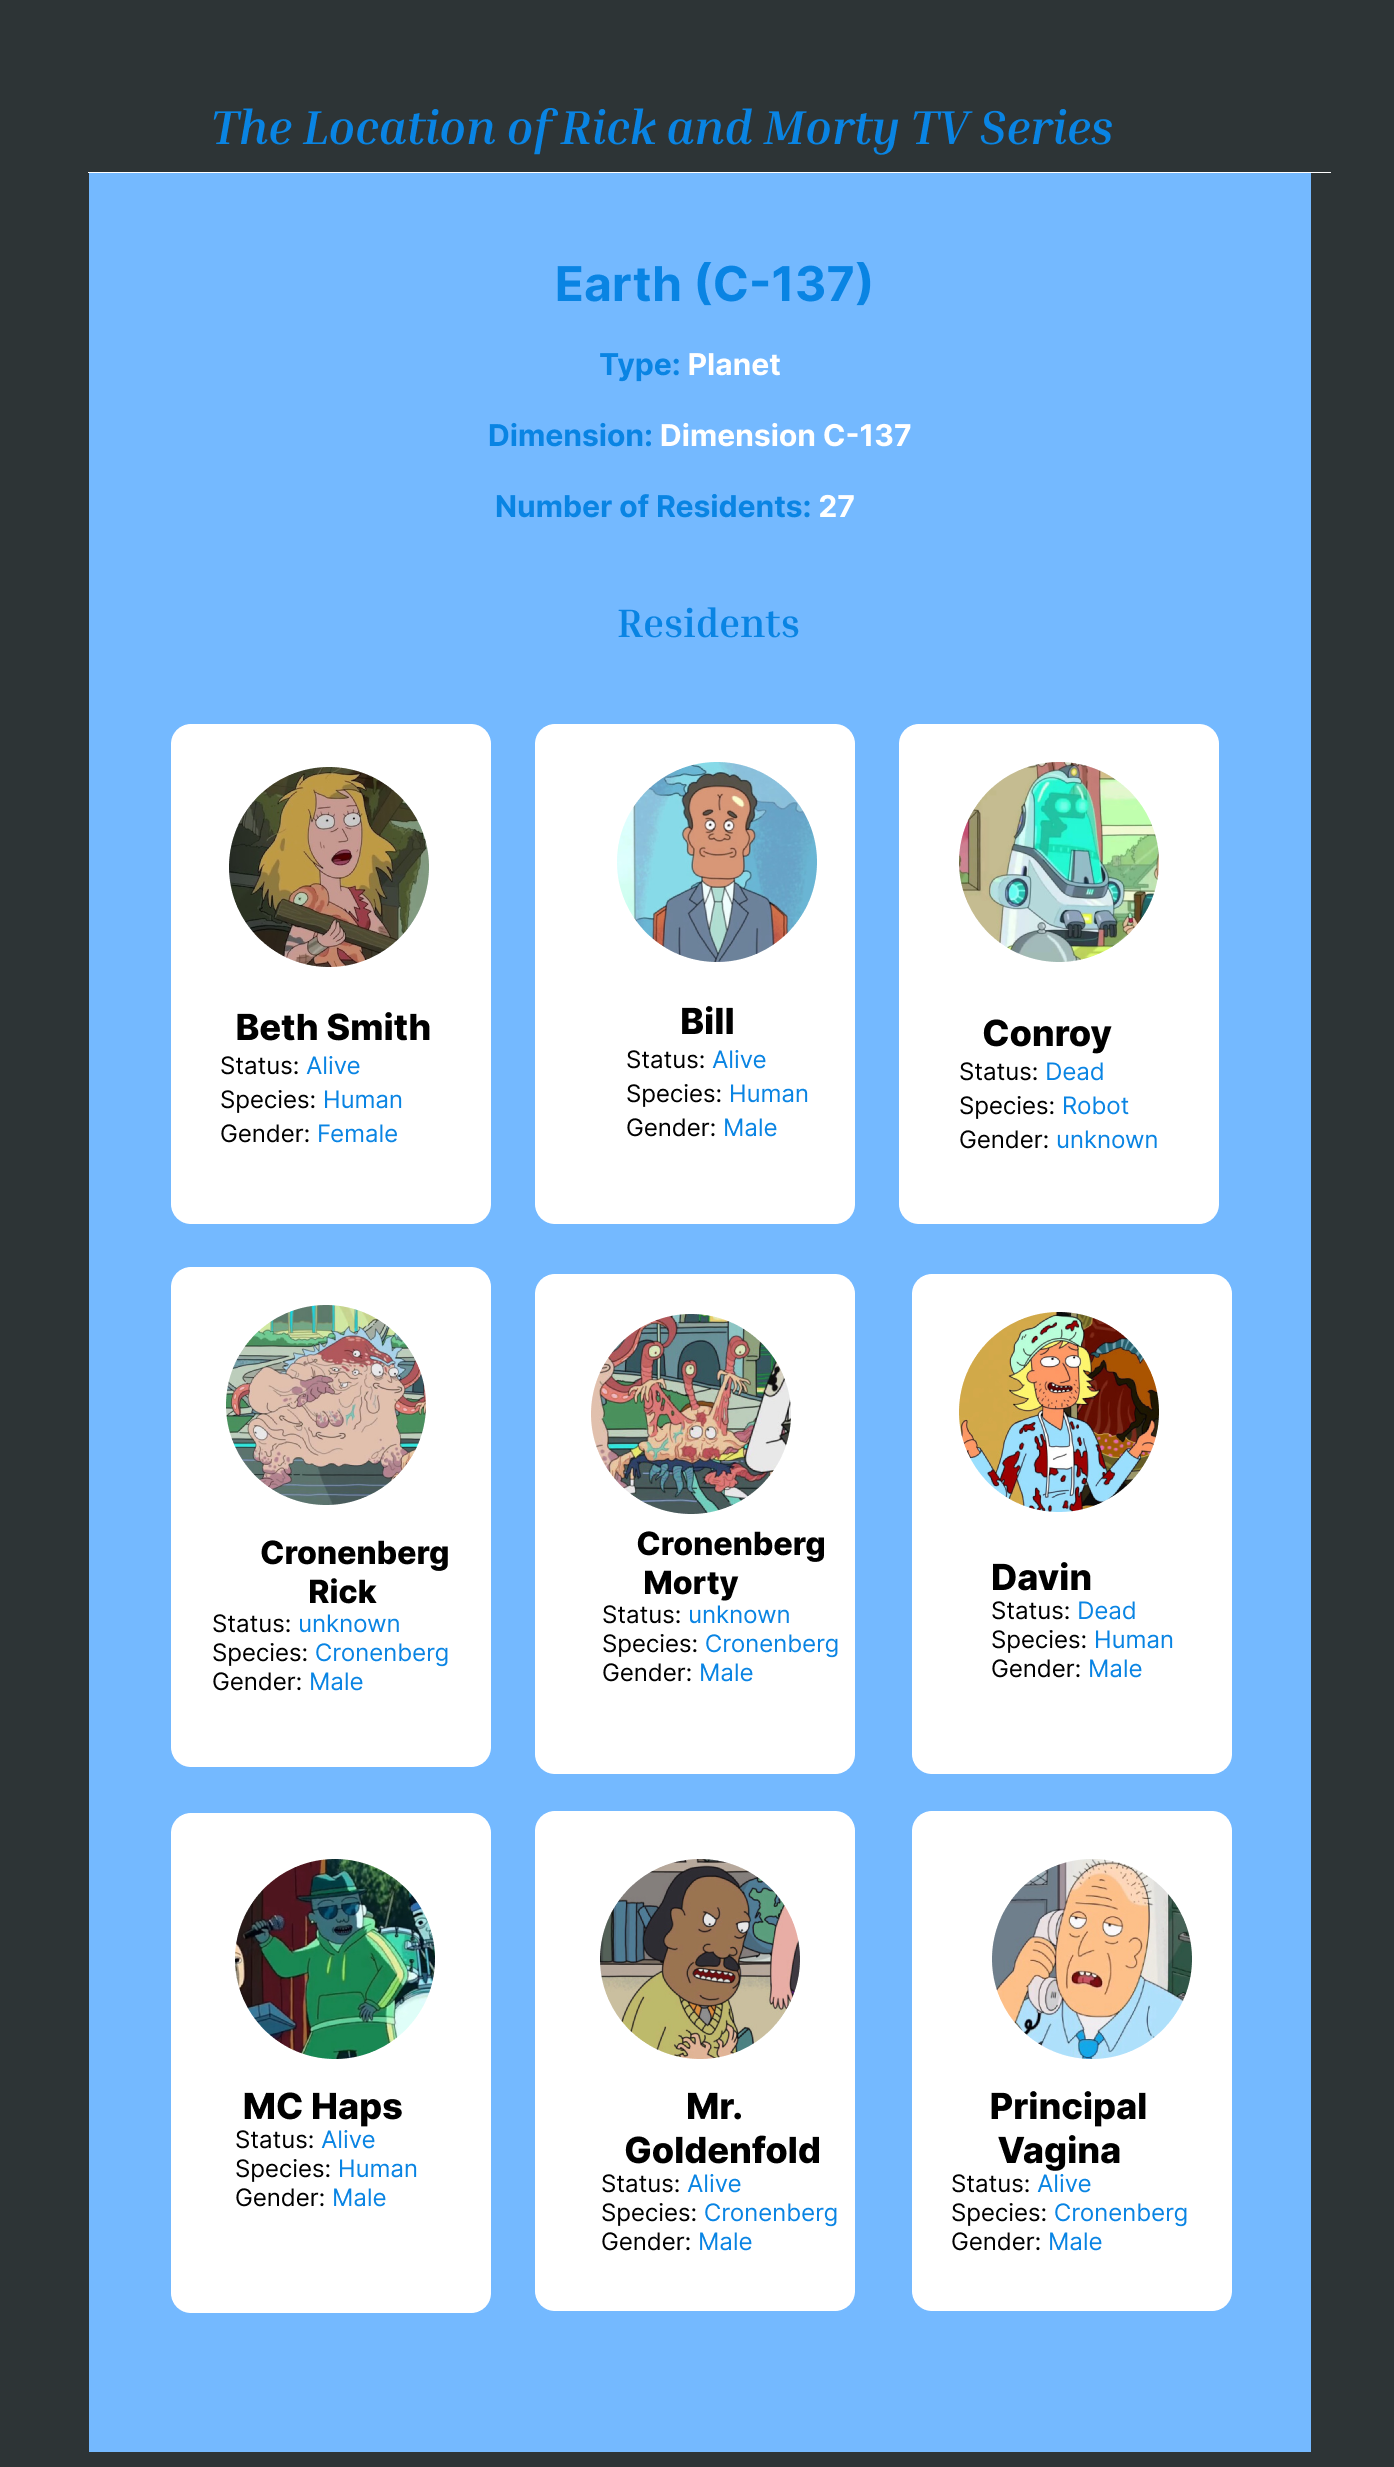 The Location of Rick and Morty TV Series
Earth (C-137)
Type: Planet
Dimension: Dimension C-137
Number of Residents: 27
Residents
Beth Smith
Status: Alive
Species: Human
Gender: Female
Bill
Status: Alive
Species: Human
Gender: Male
Conroy
Status: Dead
Species: Robot
Gender: unknown
Cronenberg
Rick
Status: unknown
Species: Cronenberg
Gender: Male
Cronenberg
Morty
Status: unknown
Species: Cronenberg
Gender: Male
Davin
Status: Dead
Species: Human
Gender: Male
MC Haps
Status: Alive
Species: Human
Gender: Male
Mr.
Goldenfold
Status: Alive
Species: Cronenberg
Gender: Male
Principal
Vagina
Status: Alive
Species: Cronenberg
Gender: Male